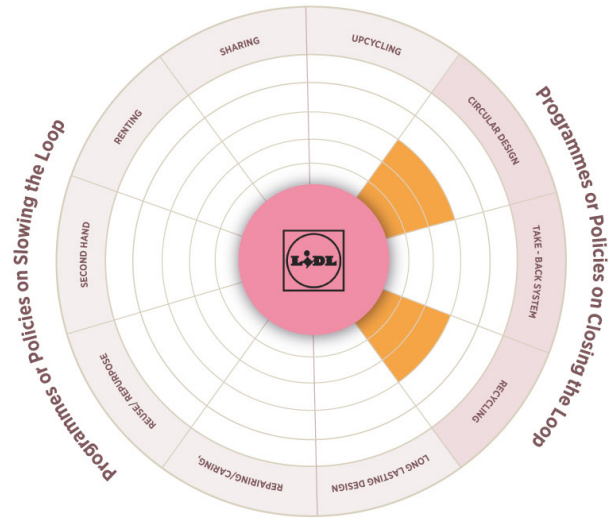 SHARING
UPCYCLING
CIRCULAR DESIGN
TAKE - BACK SYSTEM
RECYCLING
LONG LASTING DESIGN
REPAIRING/CARING,
REUSE/ REPURPOSE
SECOND HAND
RENTING
Programmes or Policies on Slowing the Loop
Programmes or Policies on Closing the Loop
LiDL